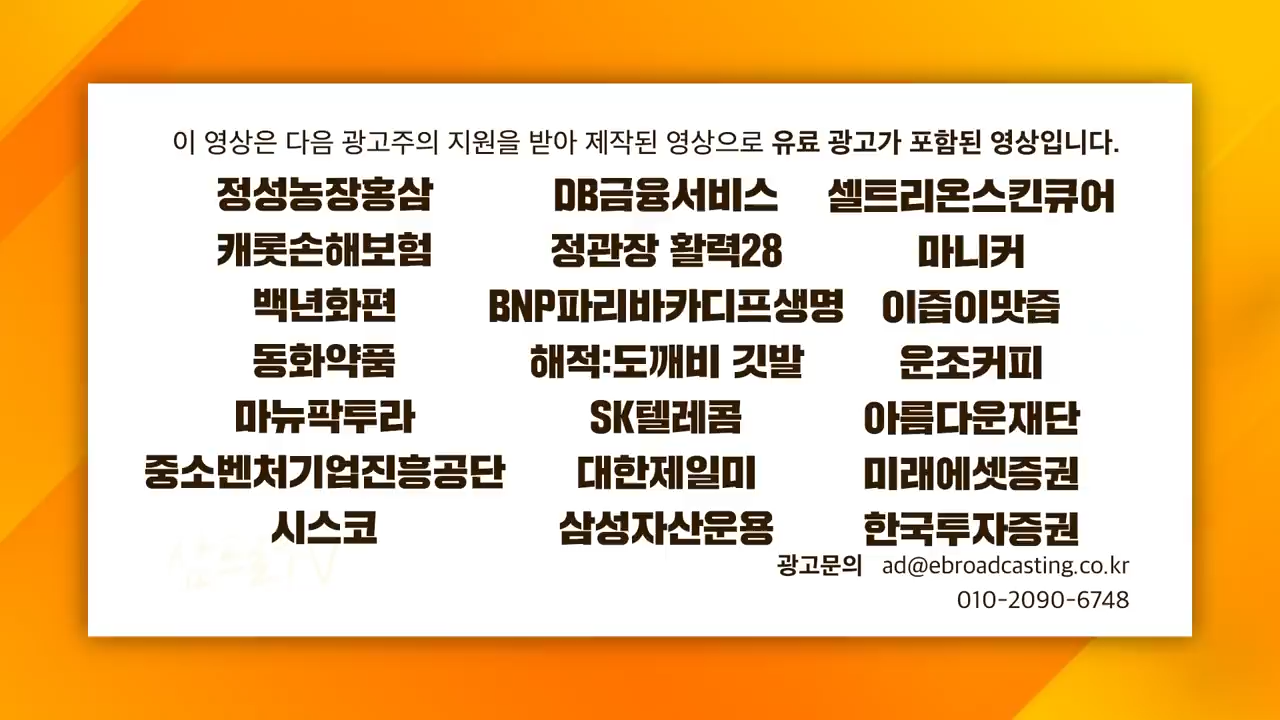 이 영상은 다음 광고주의 지원을 받아 제작된 영상으로 유료 광고가 포함된 영상입니다.
정성농장홍삼 DB금융서비스 셀트리온스킨큐어
캐롯손해보험 정관장 활력28 마니커
백년화편 BNP파리바카디프생명 이즙이맛즙
동화약품 해적:도깨비 깃발 운조커피
마뉴팍투라 SK텔레콤 아름다운재단
중소벤처기업진흥공단 대한제일미 미래에셋증권
시스코 삼성자산운용 한국투자증권
광고문의 ad@ebroadcasting.co.kr
010-2090-6748